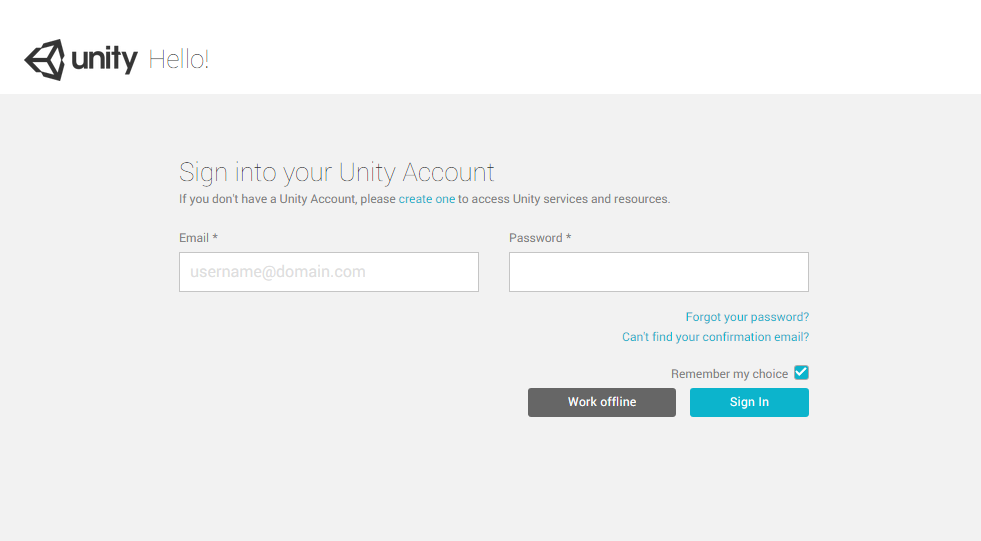 unity Hello!
Sign into your Unity Account
If you don't have a Unity Account, please create one to access Unity services and resources.
Email * Password *
username@domain.com
Forgot your password?
Can't find your confirmation email?
Remember my choice
Work offline Sign In